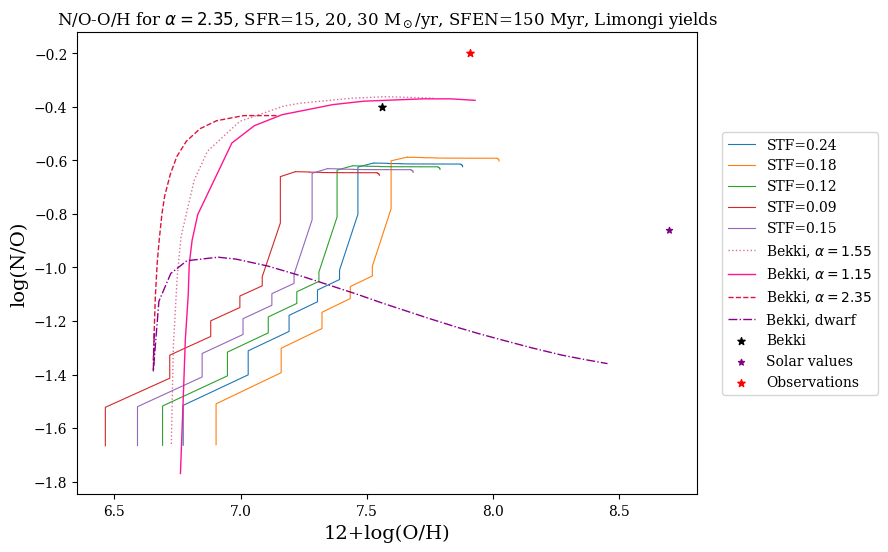 N/O-O/H for α = 2.35, SFR=15, 20, 30 M_⊙/yr, SFEN=150 Myr, Limongi yields
−0.2
−0.4
−0.6
−0.8
−1.0
−1.2
−1.4
−1.6
−1.8
log(N/O)
6.5 7.0 7.5 8.0 8.5
12+log(O/H)
STF=0.24
STF=0.18
STF=0.12
STF=0.09
STF=0.15
Bekki, α = 1.55
Bekki, α = 1.15
Bekki, α = 2.35
Bekki, dwarf
Bekki
Solar values
Observations